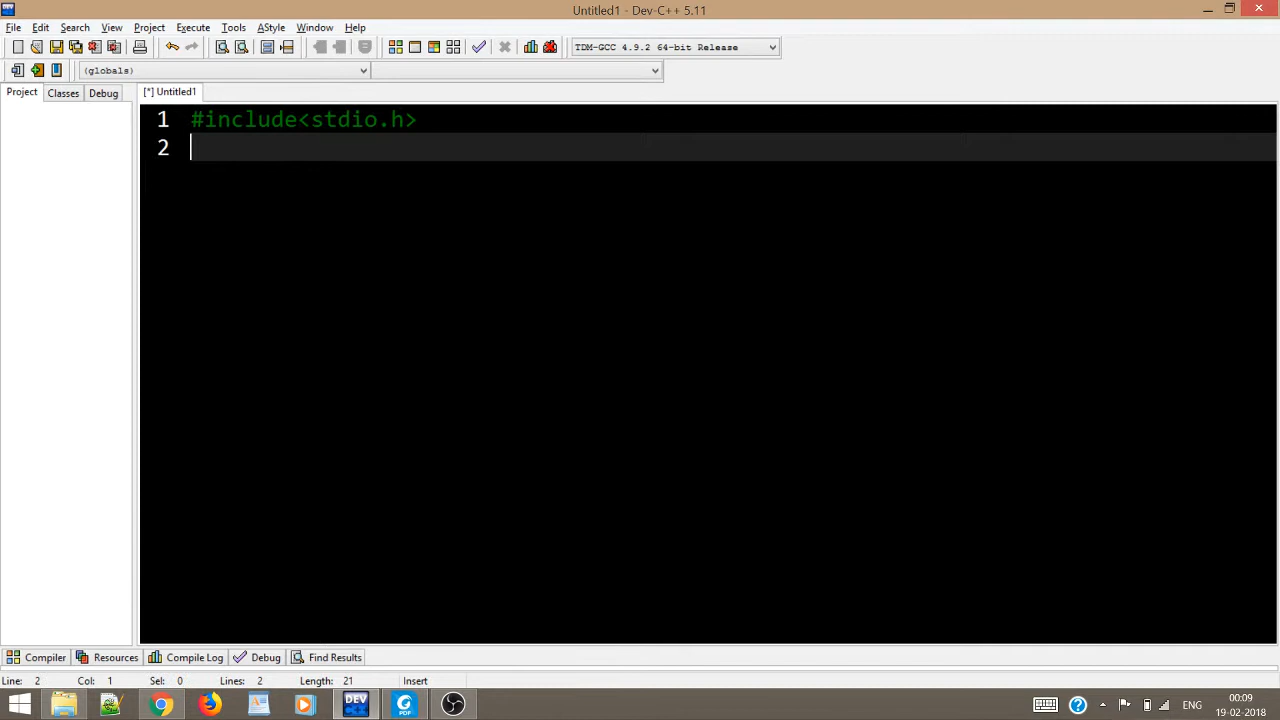 Untitled1 - Dev-C++ 5.11
File Edit Search View Project Execute Tools AStyle Window Help
TDM-GCC 4.9.2 64-bit Release
(globals)
Project Classes Debug [*] Untitled1
1 #include<stdio.h>
2
Compiler Resources Compile Log Debug Find Results
Line: 2 Col: 1 Sel: 0 Lines: 2 Length: 21 Insert
DEV PDF ENG 00:09
19-02-2018